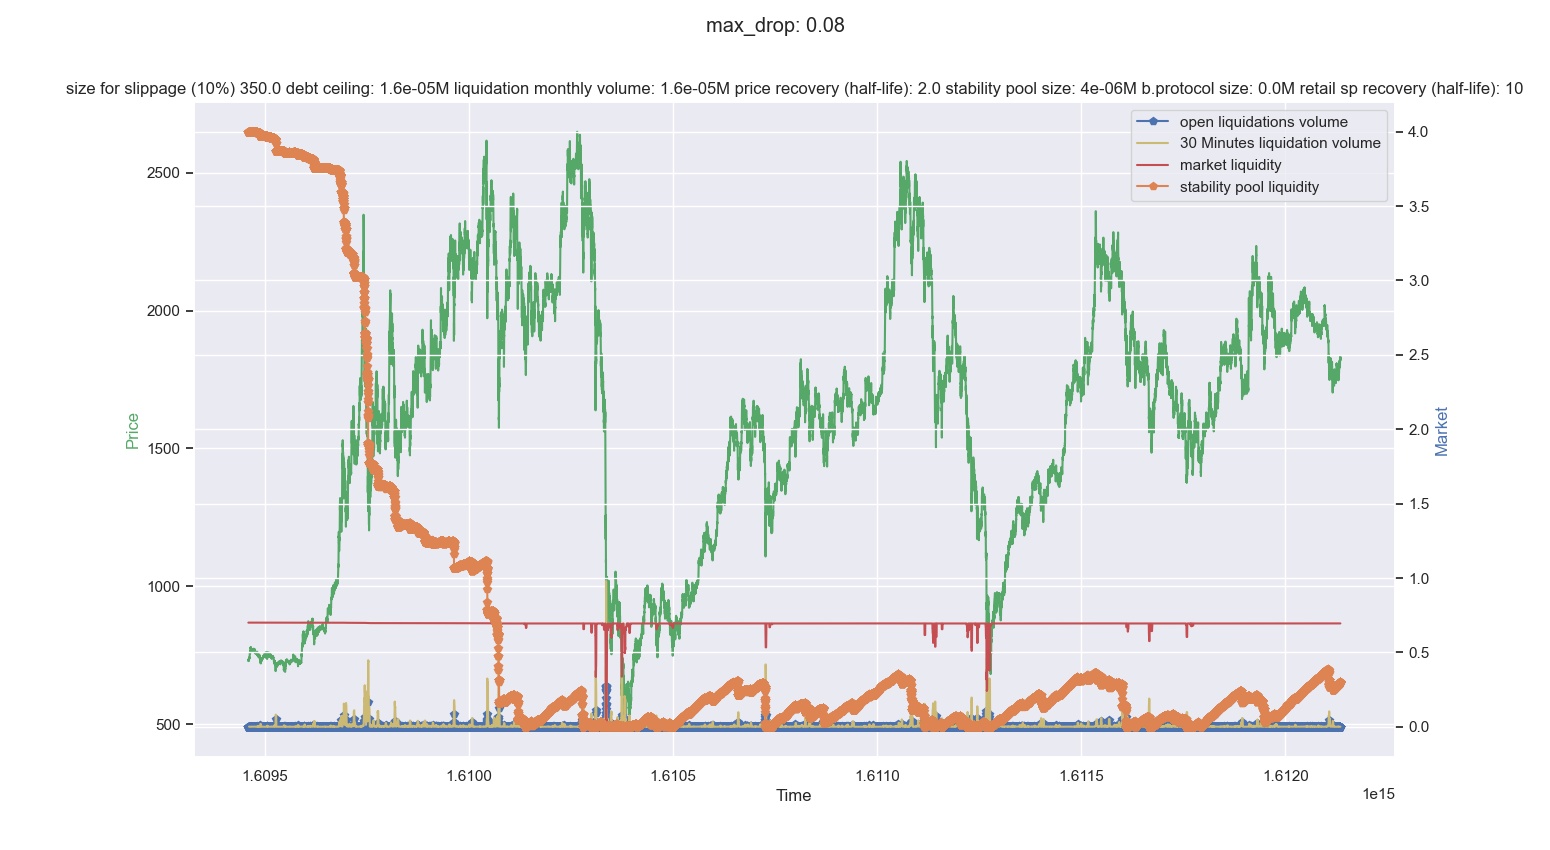 max_drop: 0.08
size for slippage (10%) 350.0 debt ceiling: 1.6e-05M liquidation monthly volume: 1.6e-05M price recovery (half-life): 2.0 stability pool size: 4e-06M b.protocol size: 0.0M retail sp recovery (half-life): 10
open liquidations volume
30 Minutes liquidation volume
market liquidity
stability pool liquidity
2500
2000
1500
1000
500
Price
4.0
3.5
3.0
2.5
2.0
1.5
1.0
0.5
0.0
Market
1.6095 1.6100 1.6105 1.6110 1.6115 1.6120
Time
1e15